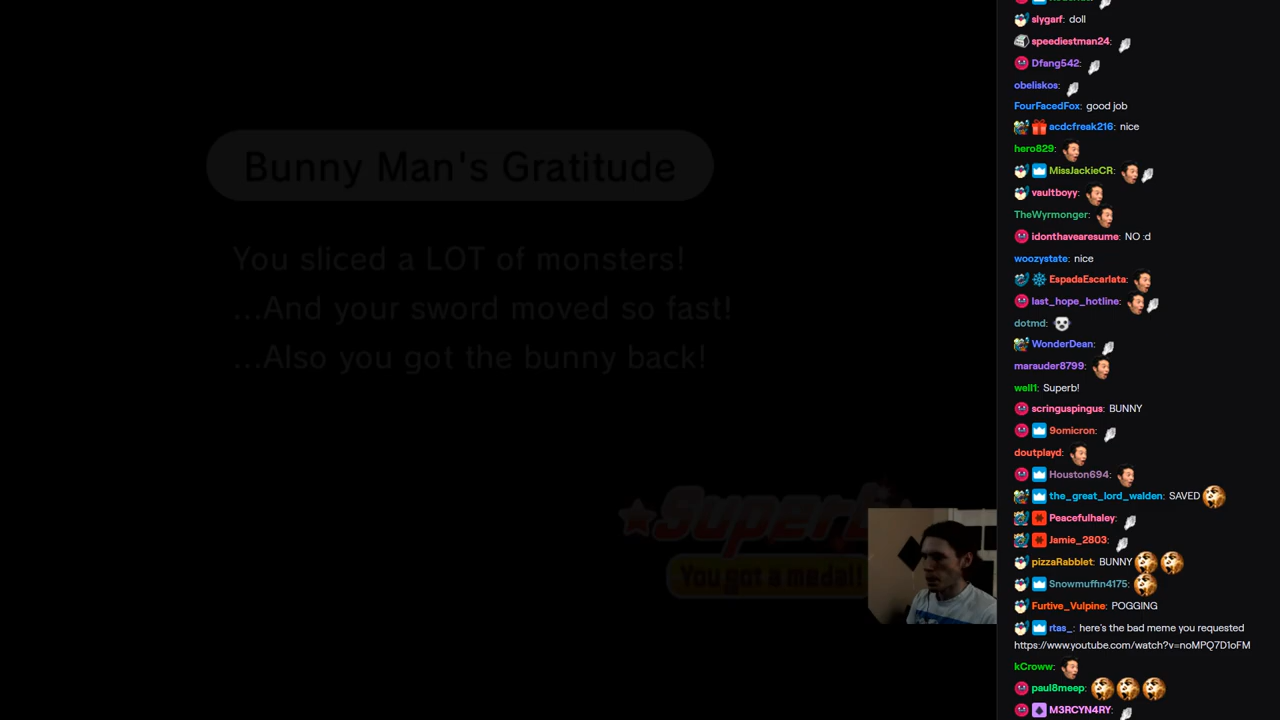 Bunny Man's Gratitude
You sliced a LOT of monsters!
...And your sword moved so fast!
...Also you got the bunny back!
Superb
You got a medal!
slygarf: doll
speediestman24:
Dfang542:
obeliskos:
FourFacedFox: good job
acdcfreak216: nice
hero829:
MissJackieCR:
vaultboyy:
TheWyrmonger:
idonthavearesume: NO :d
woozystate: nice
EspadaEscarlata:
last_hope_hotline:
dotmd:
WonderDean:
marauder8799:
well1: Superb!
scringuspingus: BUNNY
9omicron:
doutplayd:
Houston694:
the_great_lord_walden: SAVED
Peacefulhaley:
Jamie_2803:
pizzaRabblet: BUNNY
Snowmuffin4175:
Furtive_Vulpine: POGGING
rtas_: here's the bad meme you requested
https://www.youtube.com/watch?v=noMPQ7D1oFM
kCroww:
paul8meep:
M3RCYN4RY: